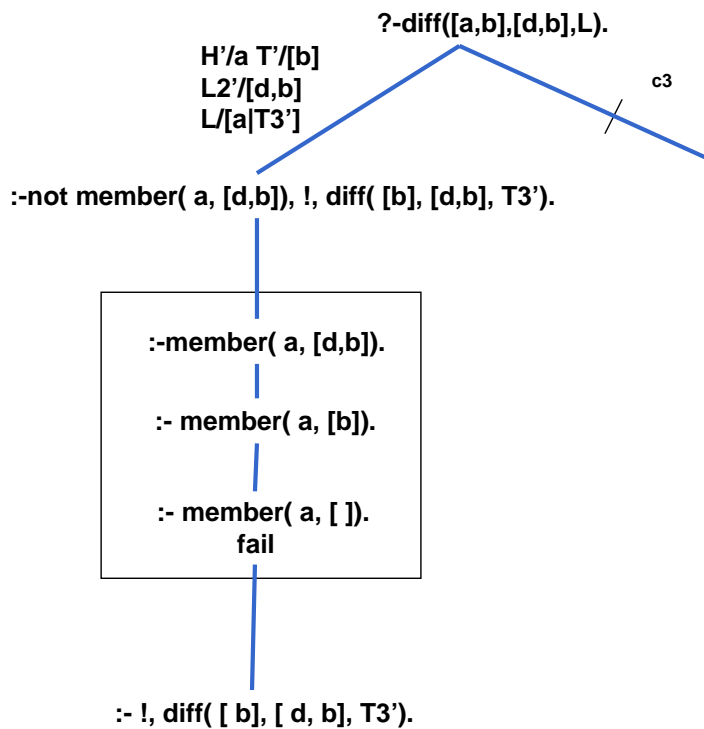 ?-diff([a,b],[d,b],L).
H’/a T’/[b]
L2’/[d,b]
L/[a|T3’]
c3
:-not member( a, [d,b]), !, diff( [b], [d,b], T3’).
:-member( a, [d,b]).
:- member( a, [b]).
:- member( a, [ ]).
fail
:- !, diff( [ b], [ d, b], T3’).